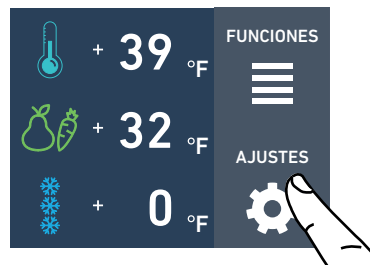 + 39 °F
+ 32 °F
+ 0 °F
FUNCIONES
AJUSTES